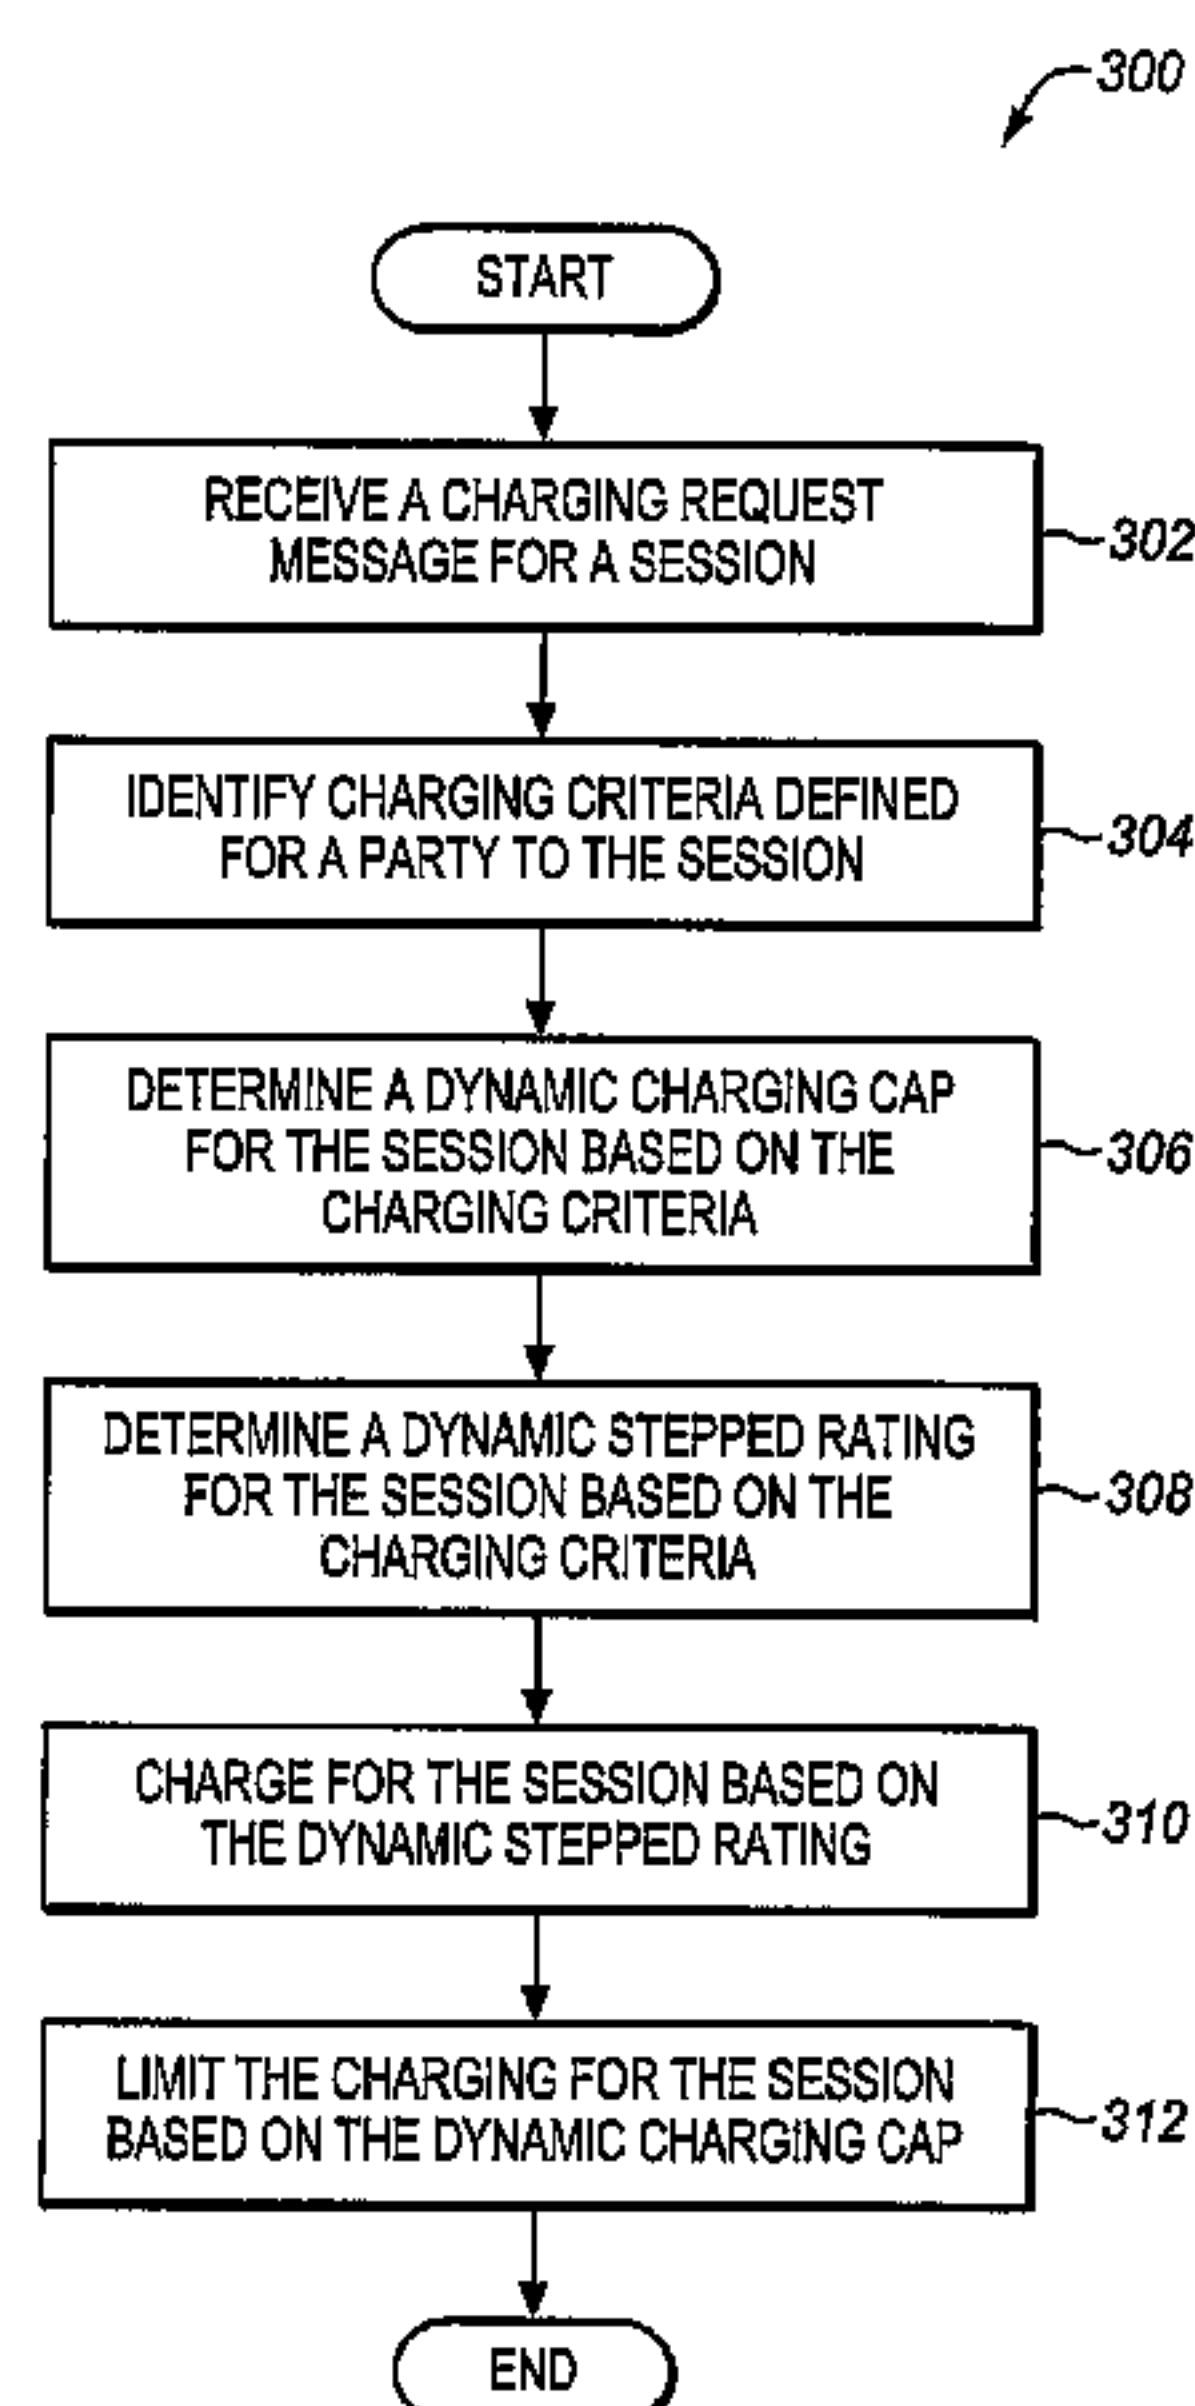 300
START
RECEIVE A CHARGING REQUEST
MESSAGE FOR A SESSION
302
IDENTIFY CHARGING CRITERIA DEFINED
FOR A PARTY TO THE SESSION
304
DETERMINE A DYNAMIC CHARGING CAP
FOR THE SESSION BASED ON THE
CHARGING CRITERIA
306
DETERMINE A DYNAMIC STEPPED RATING
FOR THE SESSION BASED ON THE
CHARGING CRITERIA
308
CHARGE FOR THE SESSION BASED ON
THE DYNAMIC STEPPED RATING
310
LIMIT THE CHARGING FOR THE SESSION
BASED ON THE DYNAMIC CHARGING CAP
312
END